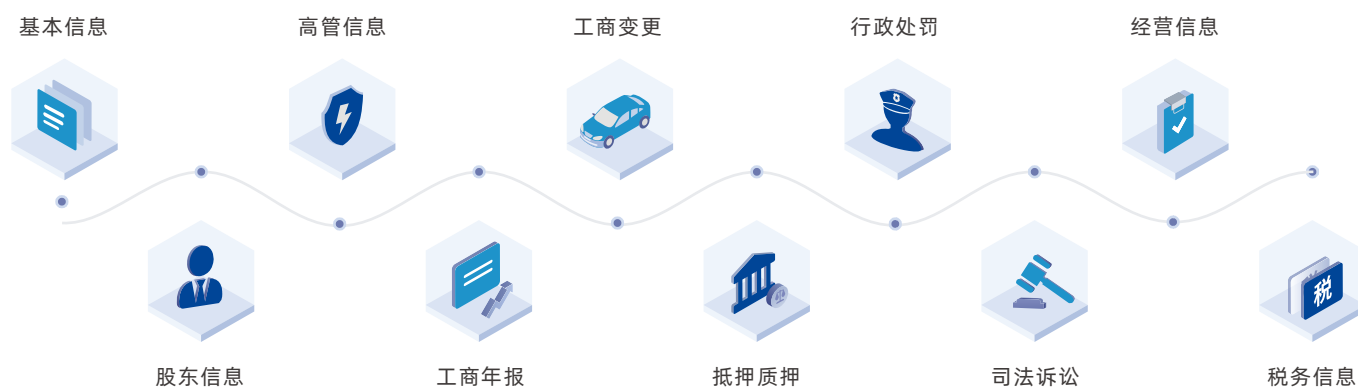 基本信息
高管信息
工商变更
行政处罚
经营信息
税
股东信息
工商年报
抵押质押
司法诉讼
税务信息